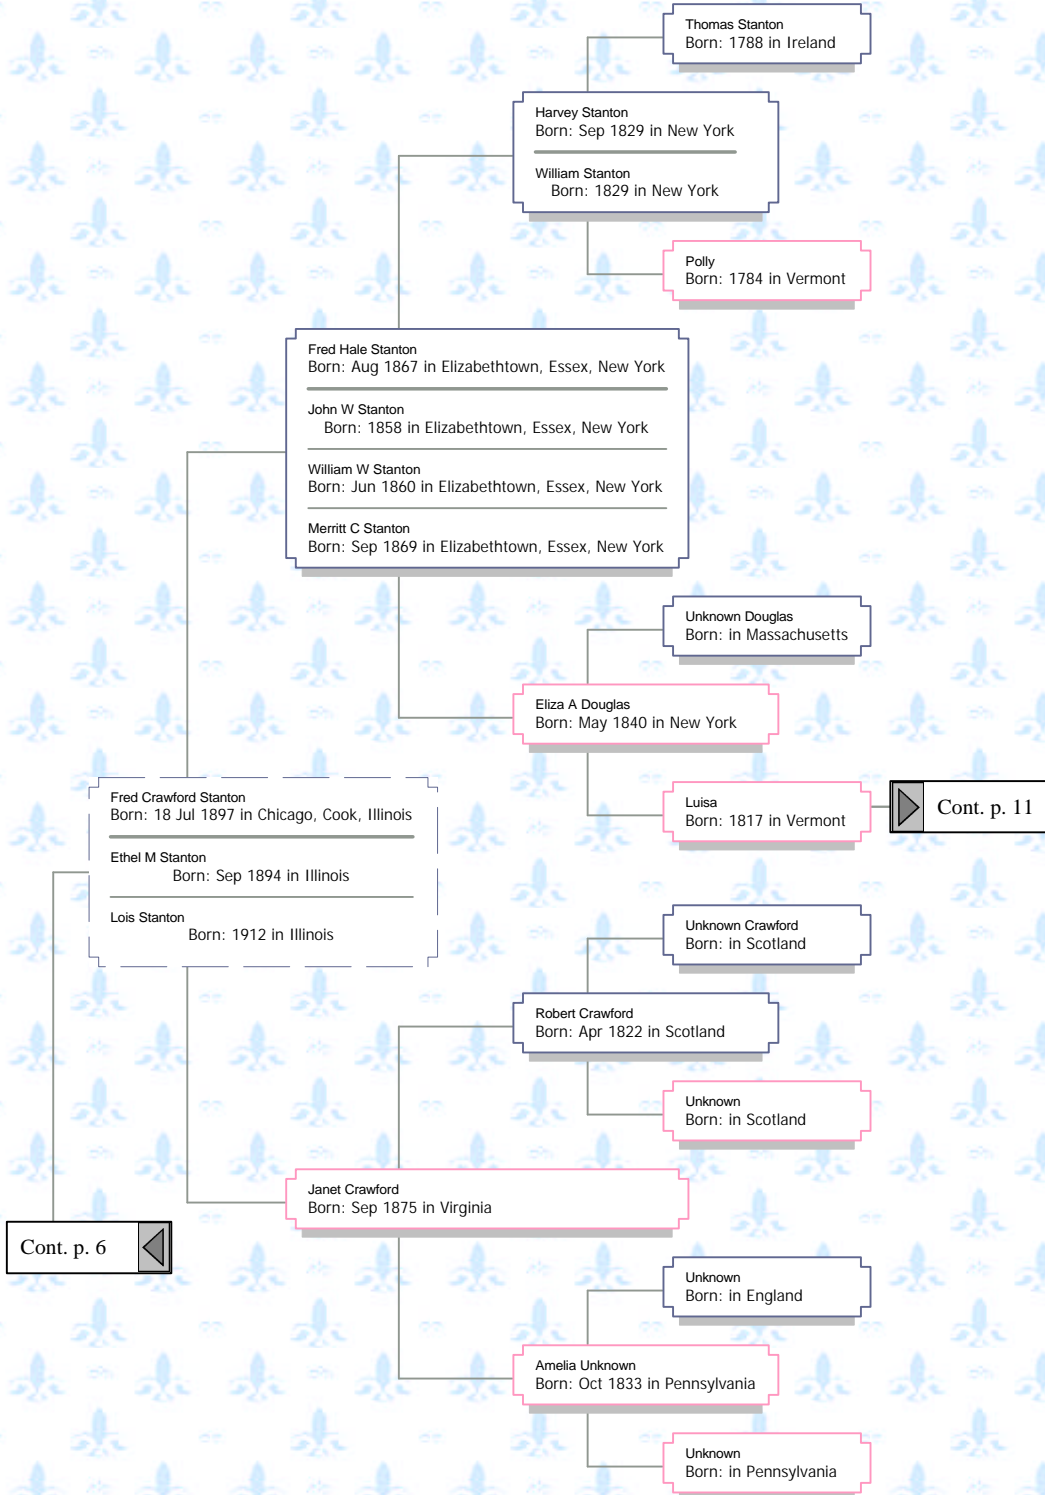 Thomas Stanton
Born: 1788 in Ireland
Harvey Stanton
Born: Sep 1829 in New York
William Stanton
Born: 1829 in New York
Polly
Born: 1784 in Vermont
Fred Hale Stanton
Born: Aug 1867 in Elizabethtown, Essex, New York
John W Stanton
Born: 1858 in Elizabethtown, Essex, New York
William W Stanton
Born: Jun 1860 in Elizabethtown, Essex, New York
Merritt C Stanton
Born: Sep 1869 in Elizabethtown, Essex, New York
Unknown Douglas
Born: in Massachusetts
Eliza A Douglas
Born: May 1840 in New York
Luisa
Born: 1817 in Vermont
Cont. p. 11
Fred Crawford Stanton
Born: 18 Jul 1897 in Chicago, Cook, Illinois
Ethel M Stanton
Born: Sep 1894 in Illinois
Lois Stanton
Born: 1912 in Illinois
Unknown Crawford
Born: in Scotland
Robert Crawford
Born: Apr 1822 in Scotland
Unknown
Born: in Scotland
Janet Crawford
Born: Sep 1875 in Virginia
Cont. p. 6
Unknown
Born: in England
Amelia Unknown
Born: Oct 1833 in Pennsylvania
Unknown
Born: in Pennsylvania